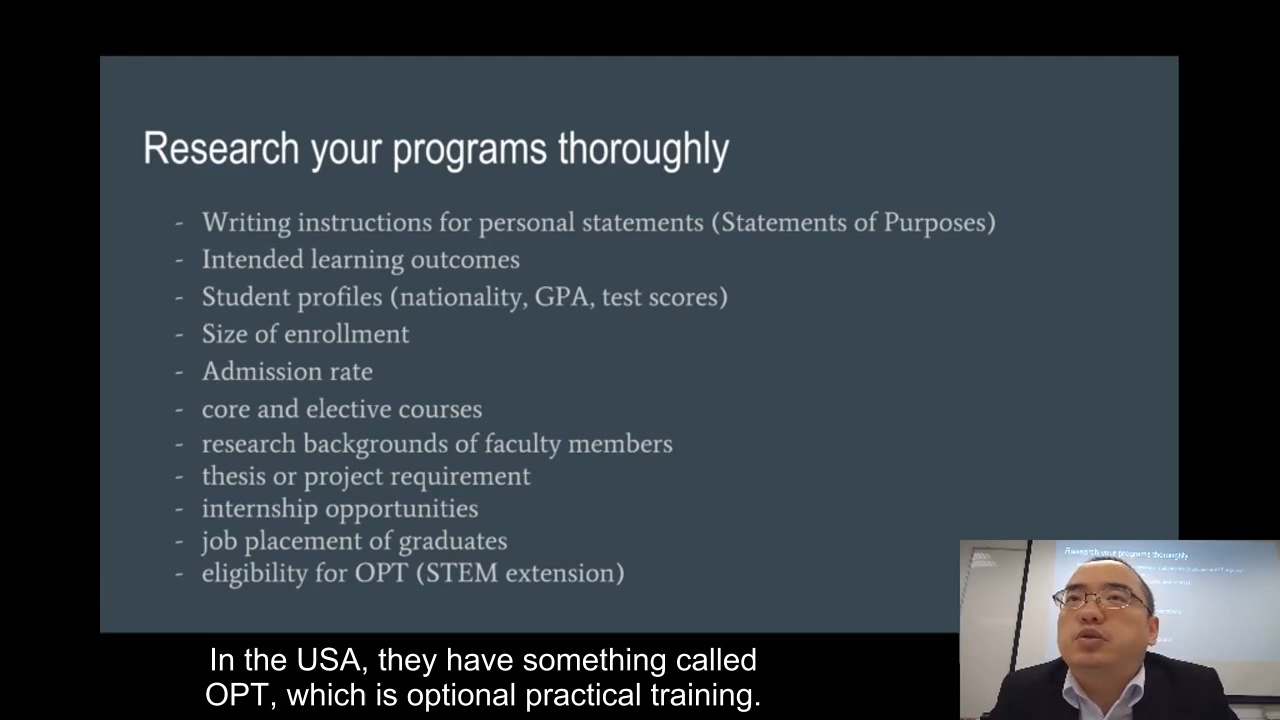 Research your programs thoroughly
- Writing instructions for personal statements (Statements of Purposes)
- Intended learning outcomes
- Student profiles (nationality, GPA, test scores)
- Size of enrollment
- Admission rate
- core and elective courses
- research backgrounds of faculty members
- thesis or project requirement
- internship opportunities
- job placement of graduates
- eligibility for OPT (STEM extension)
Research your programs thoroughly
In the USA, they have something called
OPT, which is optional practical training.